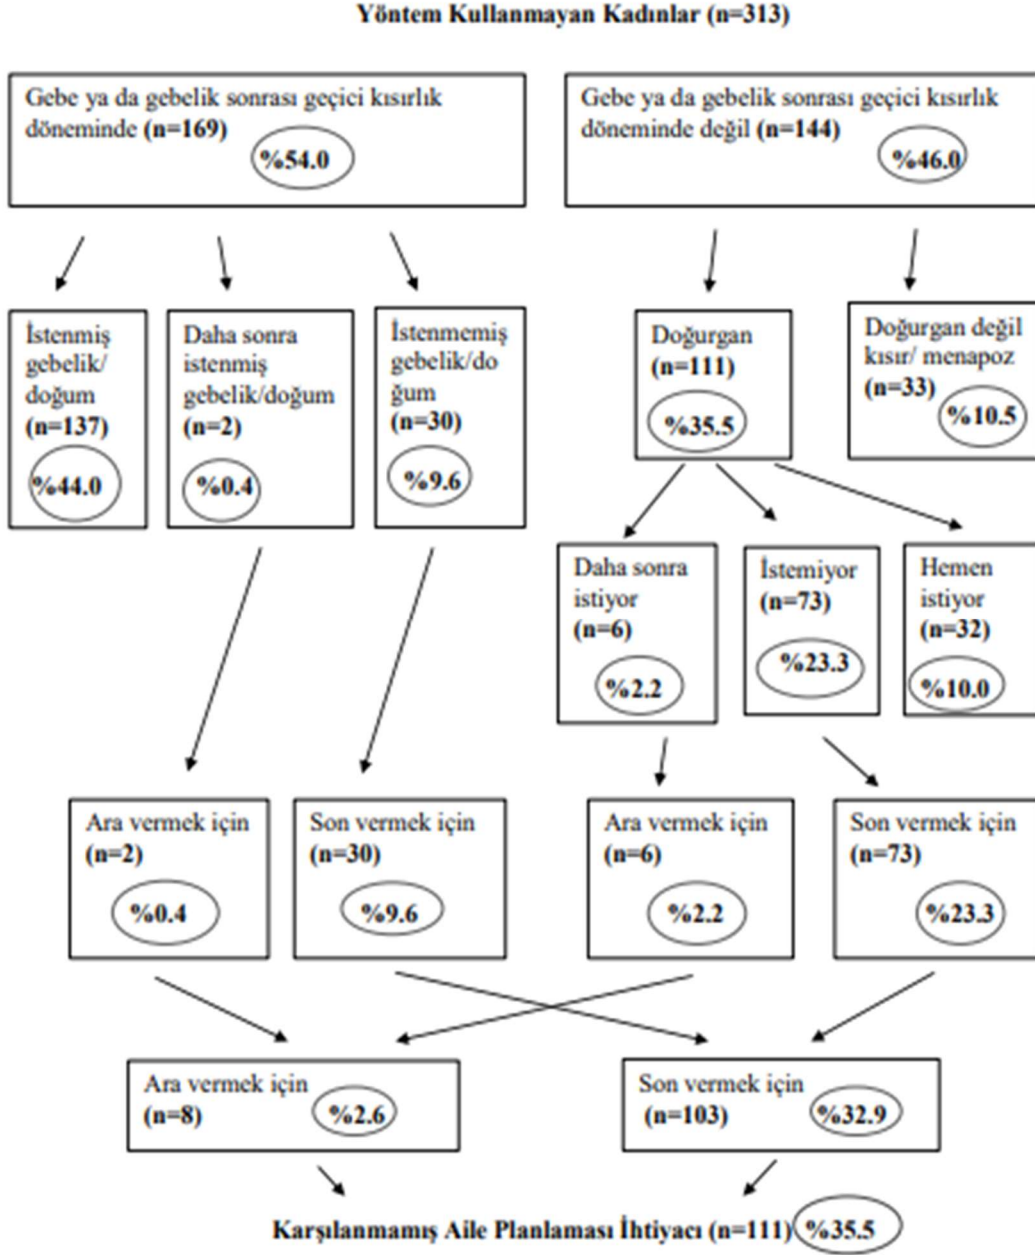 Yöntem Kullanmayan Kadınlar (n=313)
Gebe ya da gebelik sonrası geçici kısırlık
döneminde (n=169)
%54.0
Gebe ya da gebelik sonrası geçici kısırlık
döneminde değil (n=144)
%46.0
İstenmiş
gebelik/
doğum
(n=137)
%44.0
Daha sonra
istenmiş
gebelik/doğum
(n=2)
%0.4
İstenmemiş
gebelik/do
ğum
(n=30)
%9.6
Doğurgan
(n=111)
%35.5
Doğurgan değil
kısır/ menapoz
(n=33)
%10.5
Daha sonra
istiyor
(n=6)
%2.2
İstemiyor
(n=73)
%23.3
Hemen
istiyor
(n=32)
%10.0
Ara vermek için
(n=2)
%0.4
Son vermek için
(n=30)
%9.6
Ara vermek için
(n=6)
%2.2
Son vermek için
(n=73)
%23.3
Ara vermek için
(n=8)
%2.6
Son vermek için
(n=103)
%32.9
Karşılanmamış Aile Planlaması İhtiyacı (n=111) %35.5